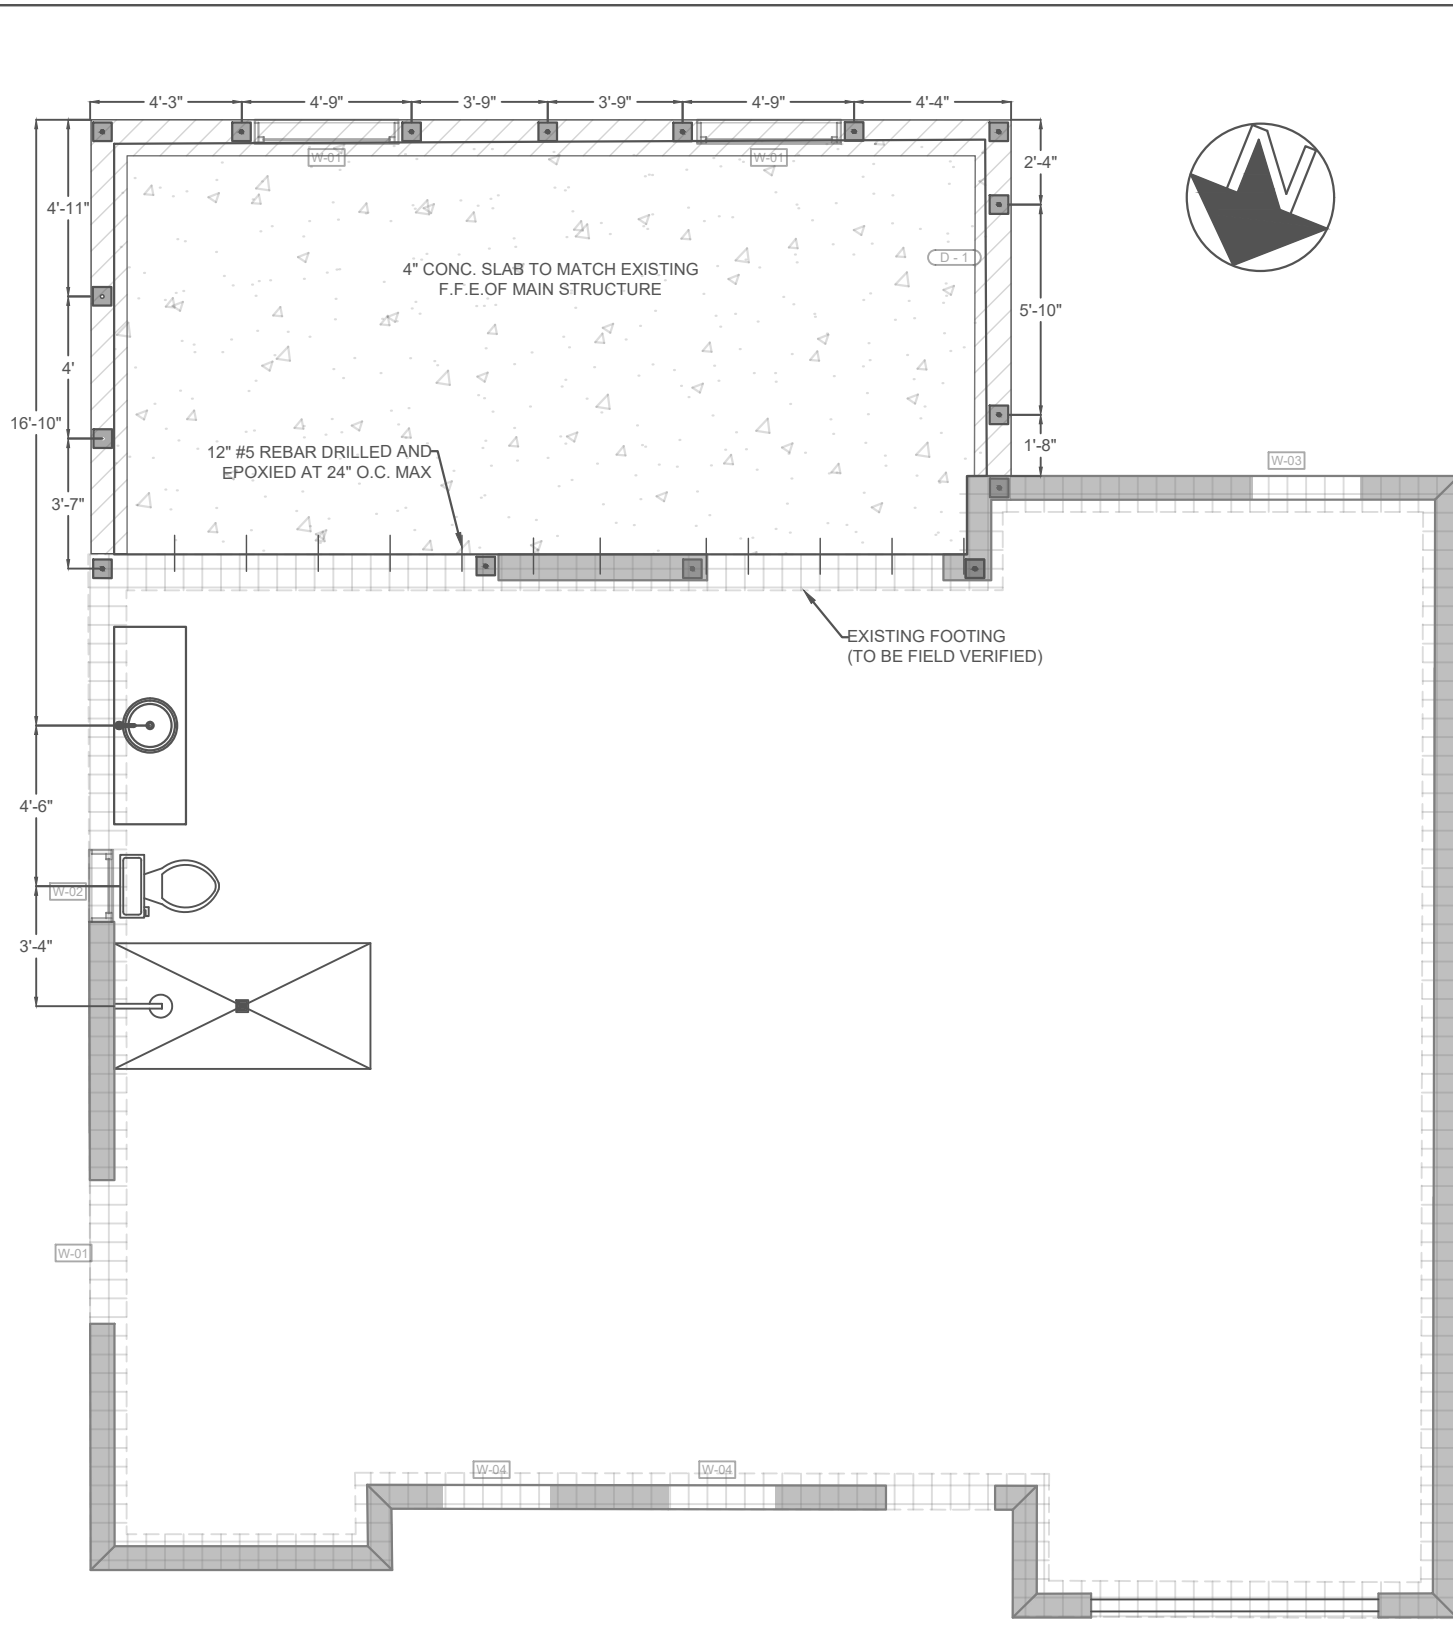 4'-3"
4'-9"
3'-9"
3'-9"
4'-9"
4'-4"
W-01
W-01
2'-4"
N
4'-11"
D - 1
4" CONC. SLAB TO MATCH EXISTING
F.F.E.OF MAIN STRUCTURE
5'-10"
4'
16'-10"
12" #5 REBAR DRILLED AND
EPOXIED AT 24" O.C. MAX
1'-8"
W-03
3'-7"
EXISTING FOOTING
(TO BE FIELD VERIFIED)
4'-6"
W-02
3'-4"
W-01
W-04
W-04